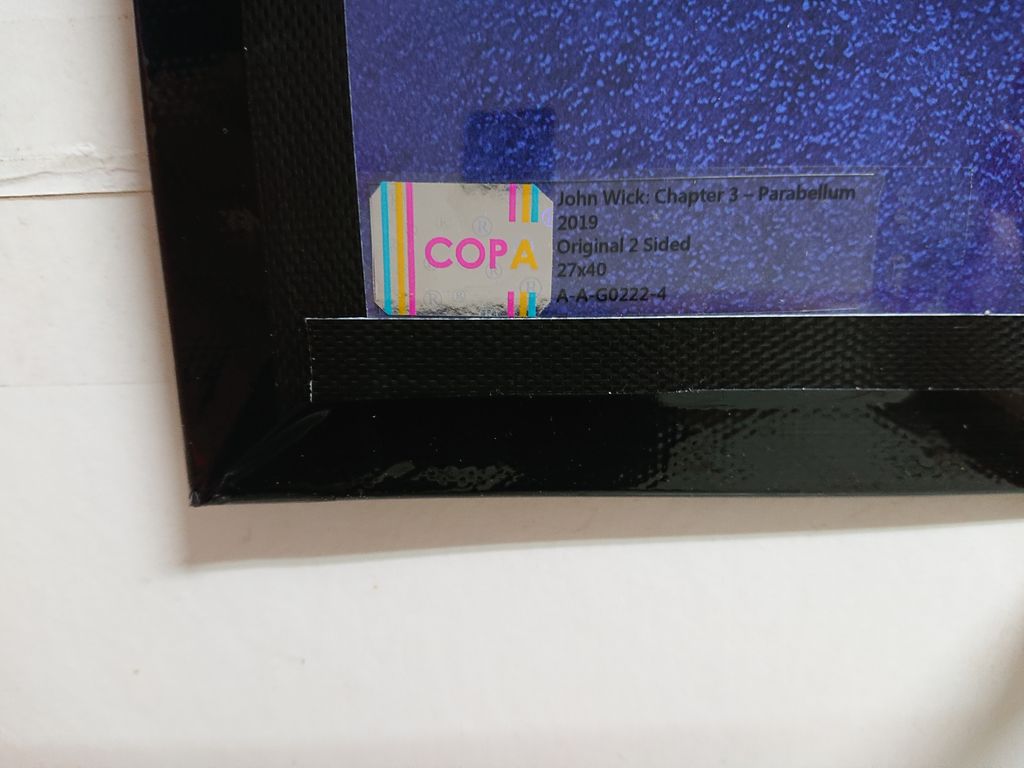 COPA
John Wick: Chapter 3 – Parabellum
2019
Original 2 Sided
27x40
A-A-G0222-4